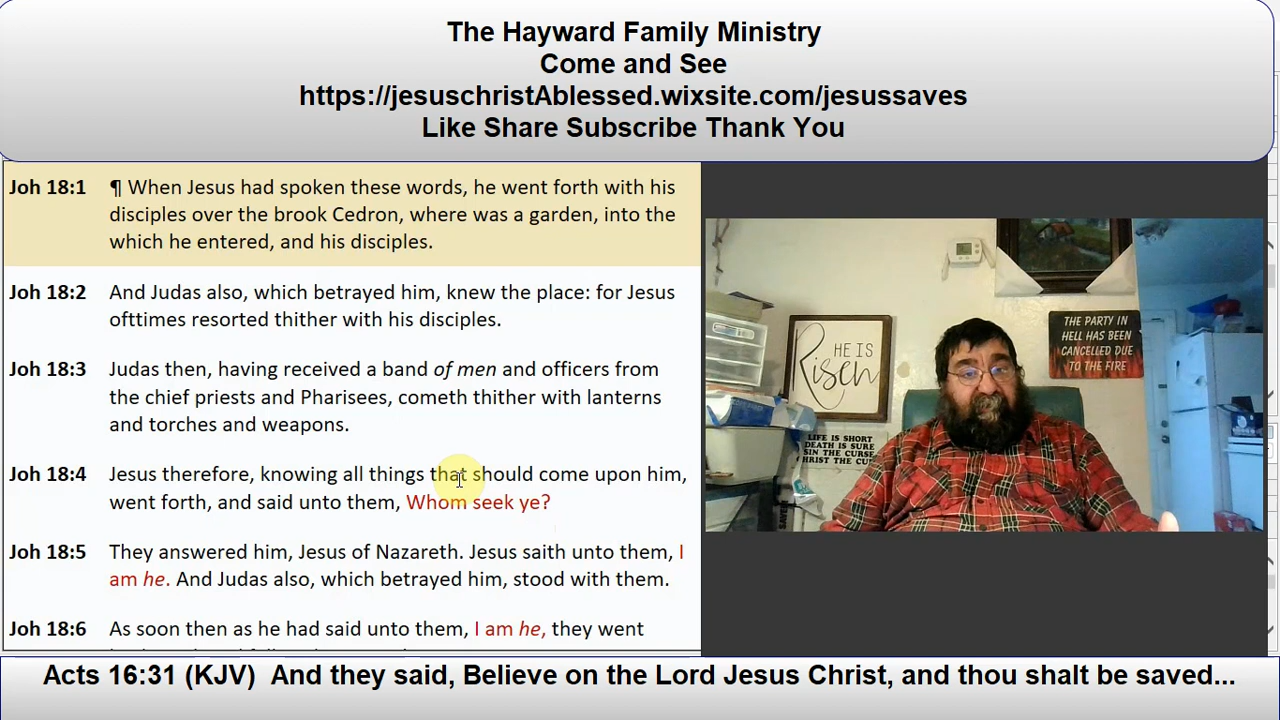 The Hayward Family Ministry
Come and See
https://jesuschristAblessed.wixsite.com/jesussaves
Like Share Subscribe Thank You
Joh 18:1 ¶ When Jesus had spoken these words, he went forth with his
disciples over the brook Cedron, where was a garden, into the
which he entered, and his disciples.
Joh 18:2 And Judas also, which betrayed him, knew the place: for Jesus
ofttimes resorted thither with his disciples.
Joh 18:3 Judas then, having received a band of men and officers from
the chief priests and Pharisees, cometh thither with lanterns
and torches and weapons.
Joh 18:4 Jesus therefore, knowing all things that should come upon him,
went forth, and said unto them, Whom seek ye?
Joh 18:5 They answered him, Jesus of Nazareth. Jesus saith unto them, I
am he. And Judas also, which betrayed him, stood with them.
Joh 18:6 As soon then as he had said unto them, I am he, they went
HE IS
Risen
THE PARTY IN
HELL HAS BEEN
CANCELLED DUE
TO THE FIRE
LIFE IS SHORT
DEATH IS SURE
SIN THE CURSE
HRIST THE CU
Acts 16:31 (KJV) And they said, Believe on the Lord Jesus Christ, and thou shalt be saved...